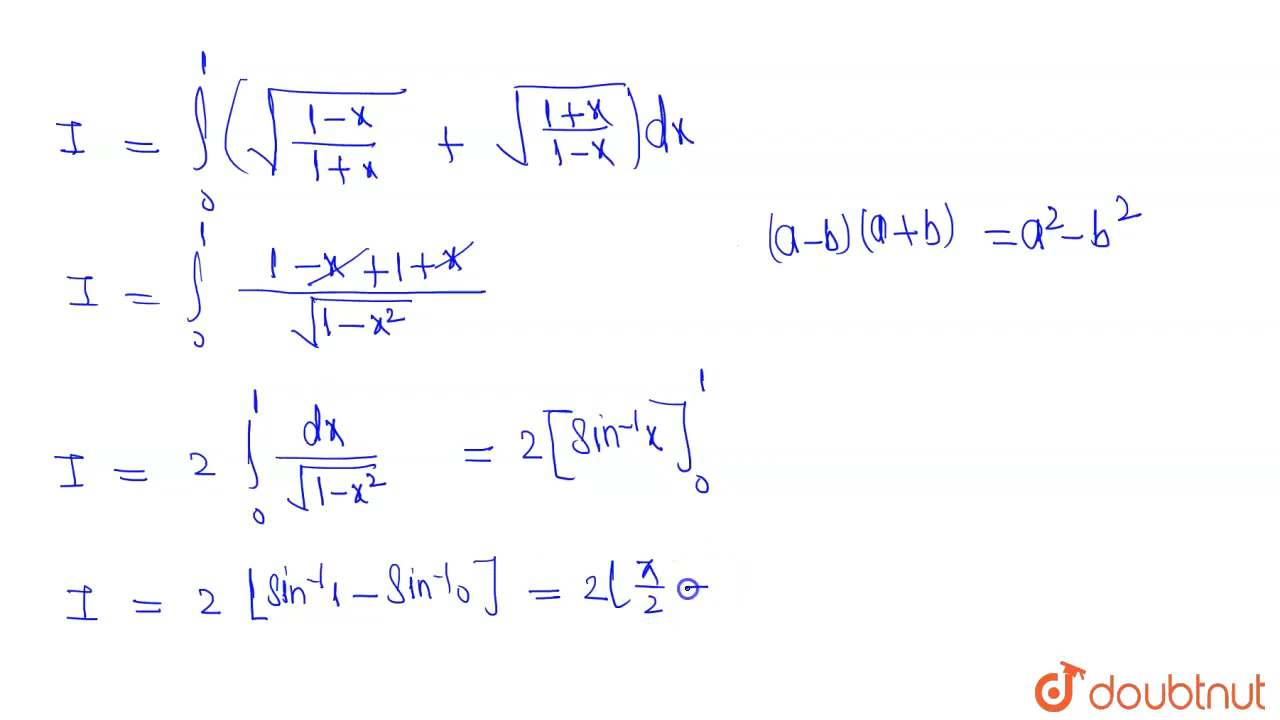 I = ∫₀¹ (√((1-x)/(1+x)) + √((1+x)/(1-x))) dx
(a-b)(a+b) = a² - b²
I = ∫₀¹ (1-x+1+x)/√(1-x²)
I = 2 ∫₀¹ dx/√(1-x²) = 2[sin⁻¹x]₀¹
I = 2 [sin⁻¹1 - sin⁻¹0] = 2[π/2 -
doubtnut